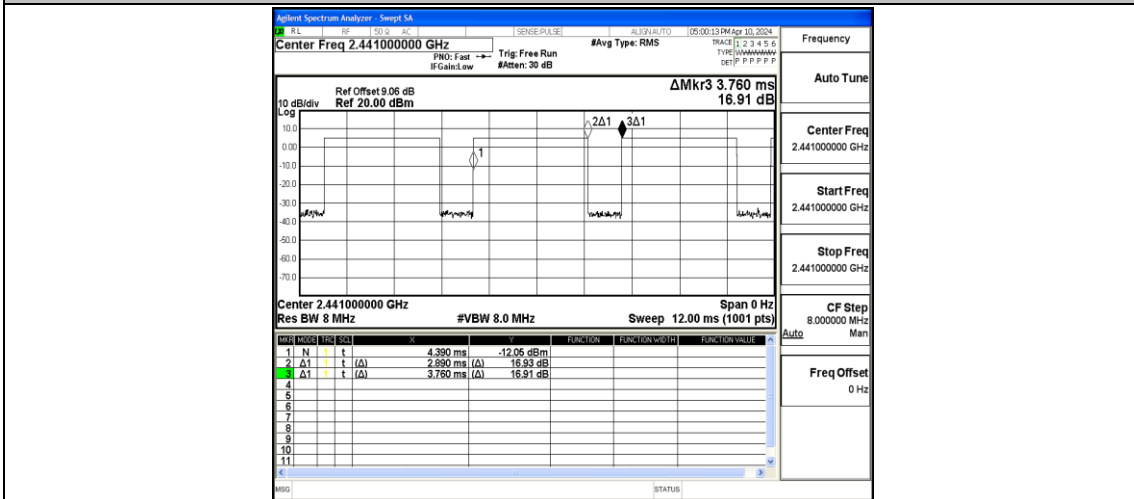 Agilent Spectrum Analyzer - Swept SA
RL RF 50 Ω AC SENSE:PULSE ALIGN AUTO 05:00:13 PM Apr 10, 2024
Center Freq 2.441000000 GHz #Avg Type: RMS TRACE 1 2 3 4 5 6
PNO: Fast Trig: Free Run TYPE
IFGain:Low #Atten: 30 dB DET P P P P P P
ΔMkr3 3.760 ms
16.91 dB
Ref Offset 9.06 dB
10 dB/div Ref 20.00 dBm
Log
10.0
0.00
-10.0
-20.0
-30.0
-40.0
-50.0
-60.0
-70.0
1
2Δ1
3Δ1
Center 2.441000000 GHz Span 0 Hz
Res BW 8 MHz #VBW 8.0 MHz Sweep 12.00 ms (1001 pts)
MKR MODE TRC SCL X Y FUNCTION FUNCTION WIDTH FUNCTION VALUE
1 N 1 t 4.390 ms -12.05 dBm
2 Δ1 1 t (Δ) 2.890 ms (Δ) 16.93 dB
3 Δ1 1 t (Δ) 3.760 ms (Δ) 16.91 dB
4
5
6
7
8
9
10
11
MSG STATUS
Frequency
Auto Tune
Center Freq
2.441000000 GHz
Start Freq
2.441000000 GHz
Stop Freq
2.441000000 GHz
CF Step
8.000000 MHz
Auto Man
Freq Offset
0 Hz